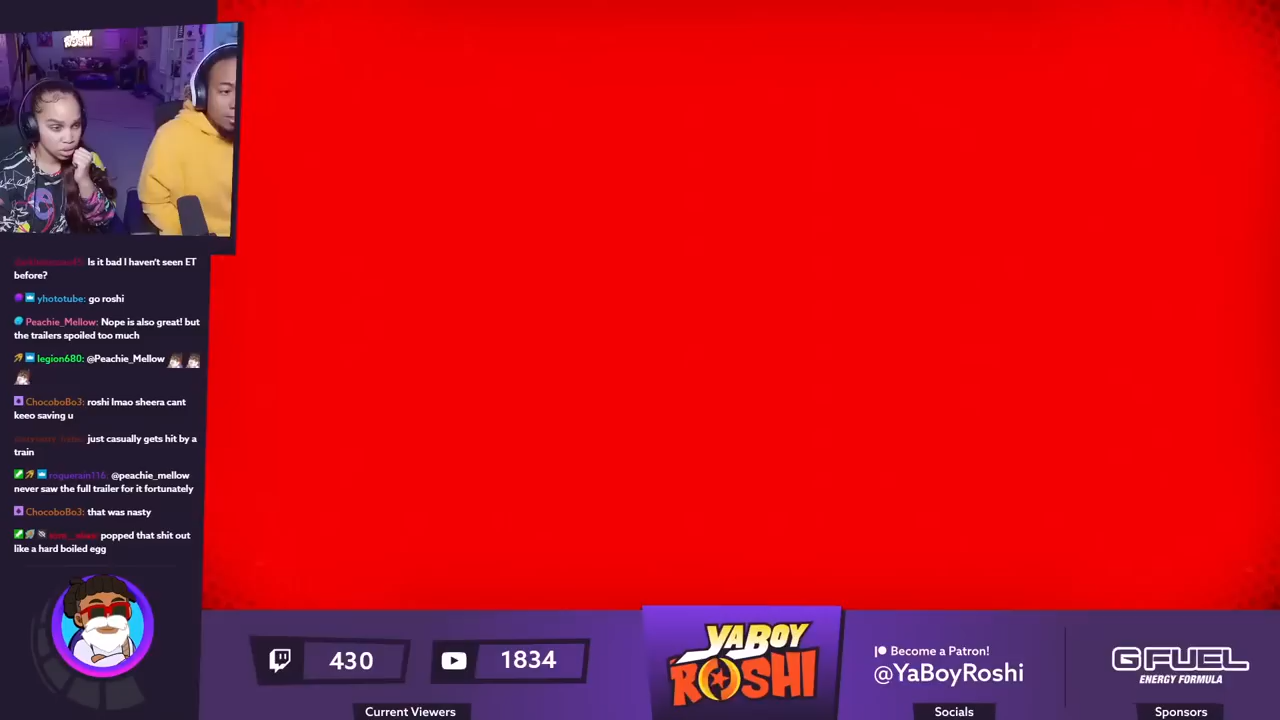 YABOY
ROSHI
Is it bad I haven't seen ET
before?
yhototube: go roshi
Peachie_Mellow: Nope is also great! but
the trailers spoiled too much
legion680: @Peachie_Mellow
ChocoboBo3: roshi lmao sheera cant
keeo saving u
just casually gets hit by a
train
roguerain116: @peachie_mellow
never saw the full trailer for it fortunately
ChocoboBo3: that was nasty
popped that shit out
like a hard boiled egg
430
1834
Current Viewers
YABOY
ROSHI
Become a Patron!
@YaBoyRoshi
Socials
G FUEL
ENERGY FORMULA
Sponsors